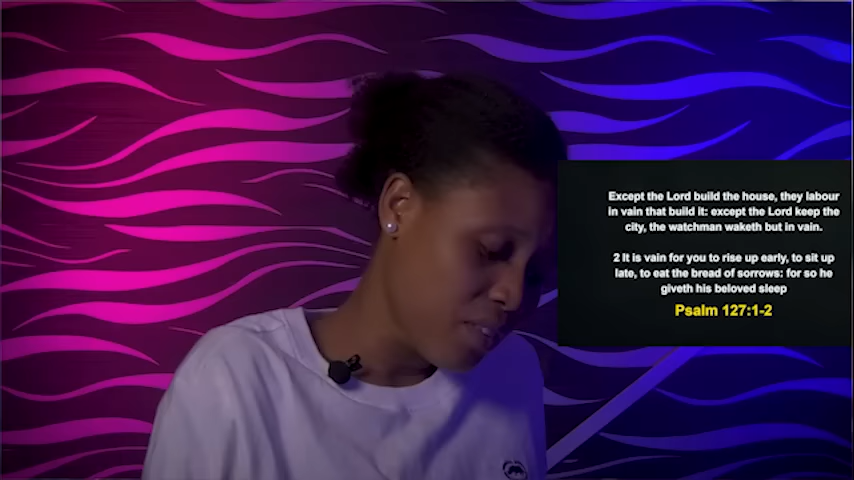 Except the Lord build the house, they labour
in vain that build it: except the Lord keep the
city, the watchman waketh but in vain.
2 It is vain for you to rise up early, to sit up
late, to eat the bread of sorrows: for so he
giveth his beloved sleep
Psalm 127:1-2